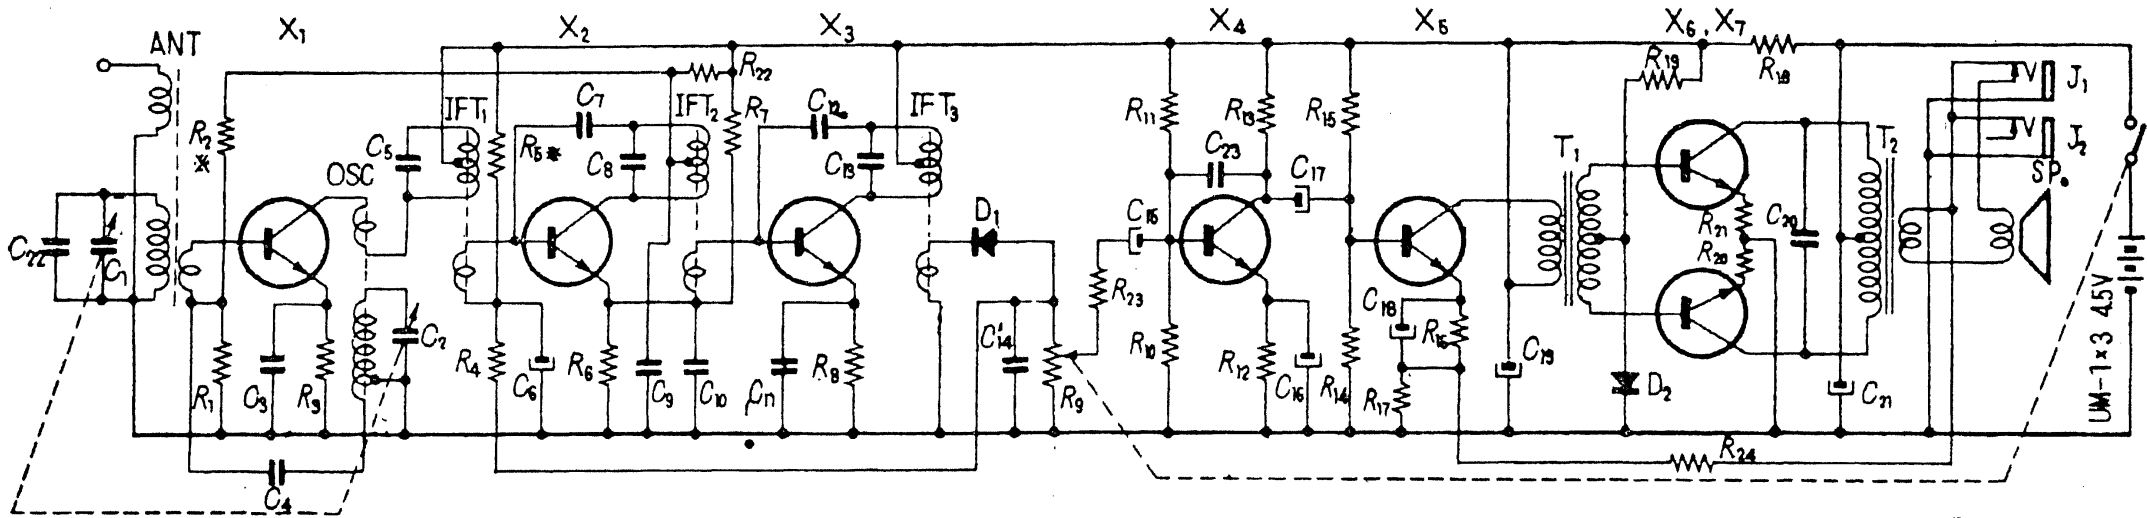 X₁ X₂ X₃ X₄ X₅ X₆, X₇
ANT
R₁₉ R₁₈
R₂₂
J₁
C₇ IFT₂ R₇ C₁₂ IFT₃
IFT₁
R₁₁ R₁₃ R₁₅
R₂※ C₅ R₅※ C₈ C₁₃ C₂₃ C₁₇ T₁ T₂ J₂
OSC
SP.
D₁ C₁₅ R₂₁ C₂₀
C₂₂ C₁ R₂₀
R₂₃
C₁₈
C₂ C'₁₄ R₁₀ R₁₆ C₁₉
R₁ C₃ R₃ R₄ C₆ R₆ C₉ C₁₀ C₁₁ R₈ R₉ R₁₂ C₁₆ R₁₄ R₁₇ D₂ C₂₁
UM-1×3 4.5V
R₂₄
C₄